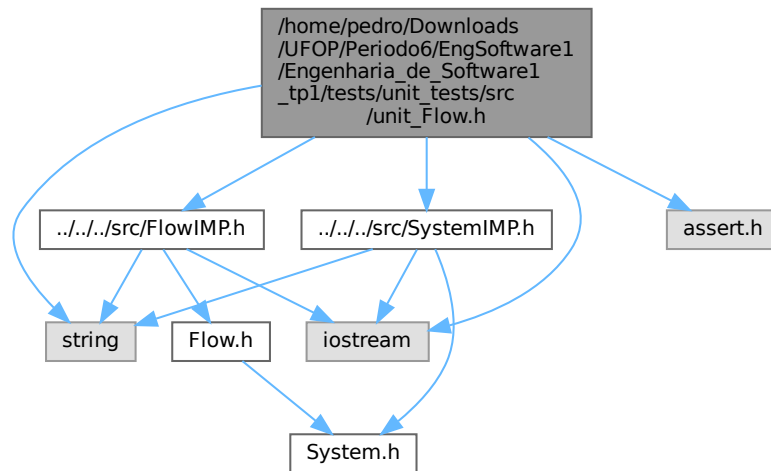 /home/pedro/Downloads
/UFOP/Periodo6/EngSoftware1
/Engenharia_de_Software1
_tp1/tests/unit_tests/src
/unit_Flow.h
../../../src/FlowIMP.h
../../../src/SystemIMP.h
assert.h
string
Flow.h
iostream
System.h